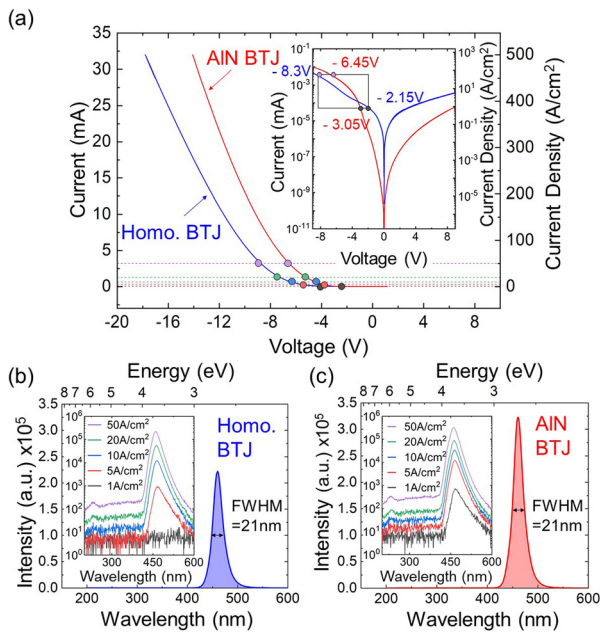 (a)
35
30
25
20
15
10
5
0
Current (mA)
-20 -16 -12 -8 -4 0 4 8
Voltage (V)
500
400
300
200
100
0
Current Density (A/cm²)
AlN BTJ
Homo. BTJ
10⁻¹
10⁻³
10⁻⁵
10⁻⁷
10⁻⁹
10⁻¹¹
Current (mA)
- 6.45V
- 8.3V
- 2.15V
- 3.05V
-8 -4 0 4 8
Voltage (V)
10³
10¹
10⁻¹
10⁻³
10⁻⁵
Current Density (A/cm²)
(b)
Energy (eV)
8 7 6 5 4 3
3.5
3.0
2.5
2.0
1.5
1.0
0.5
0.0
Intensity (a.u.) x10⁵
200 300 400 500 600
Wavelength (nm)
Homo.
BTJ
FWHM
=21nm
10⁶
10⁵
10⁴
10³
10²
10¹
10⁰
50A/cm²
20A/cm²
10A/cm²
5A/cm²
1A/cm²
300 450 600
Wavelength (nm)
(c)
Energy (eV)
8 7 6 5 4 3
3.5
3.0
2.5
2.0
1.5
1.0
0.5
0.0
Intensity (a.u.) x10⁵
200 300 400 500 600
Wavelength (nm)
AlN
BTJ
FWHM
=21nm
10⁶
10⁵
10⁴
10³
10²
10¹
10⁰
50A/cm²
20A/cm²
10A/cm²
5A/cm²
1A/cm²
300 450 600
Wavelength (nm)